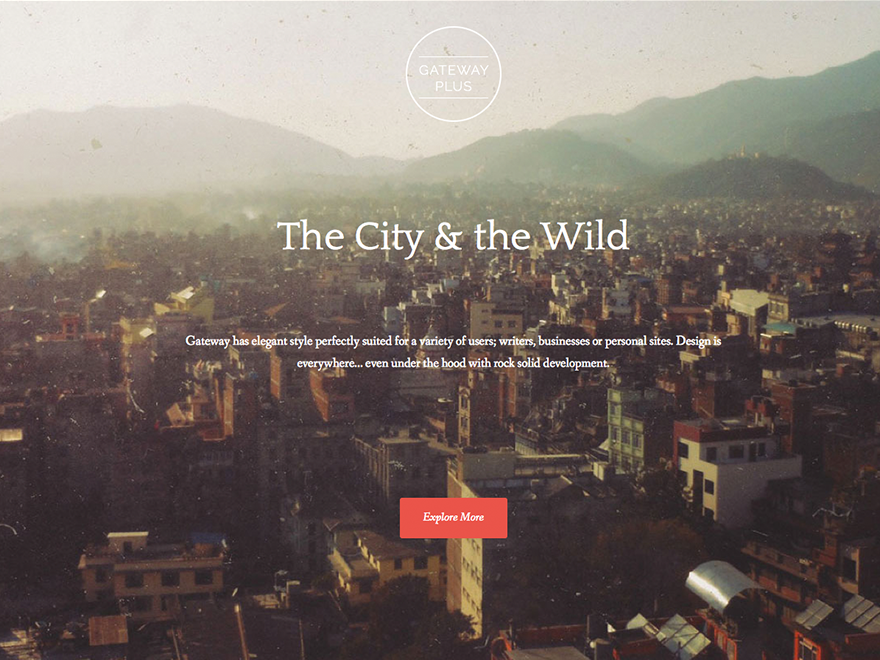 GATEWAY
PLUS
The City & the Wild
Gateway has elegant style perfectly suited for a variety of users; writers, businesses or personal sites. Design is
everywhere... even under the hood with rock solid development.
Explore More